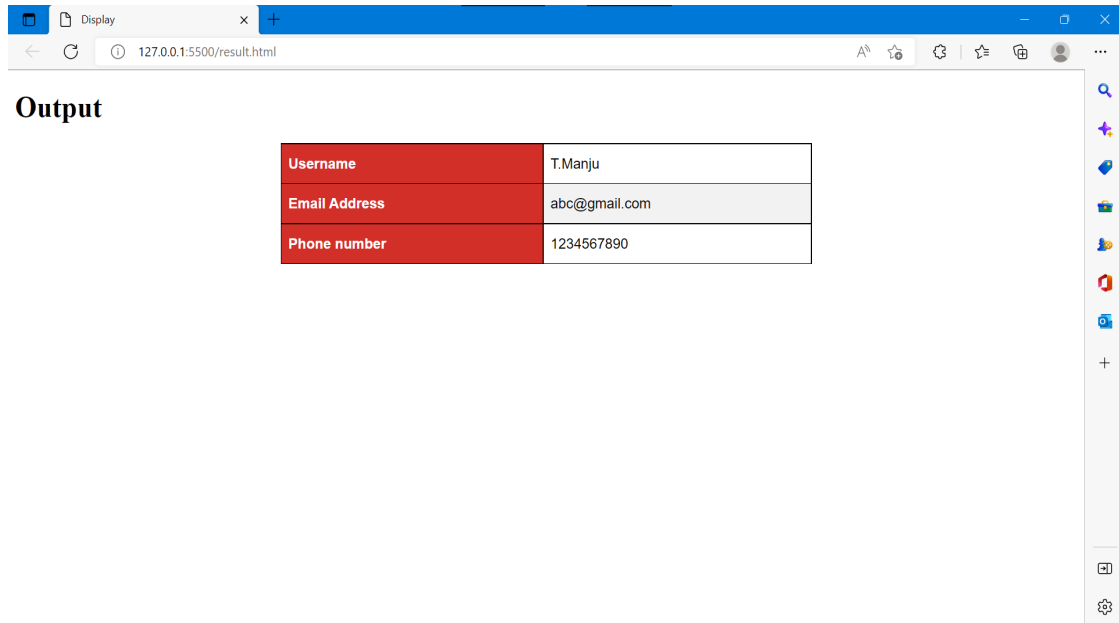 Display
127.0.0.1:5500/result.html
Output
Username T.Manju
Email Address abc@gmail.com
Phone number 1234567890